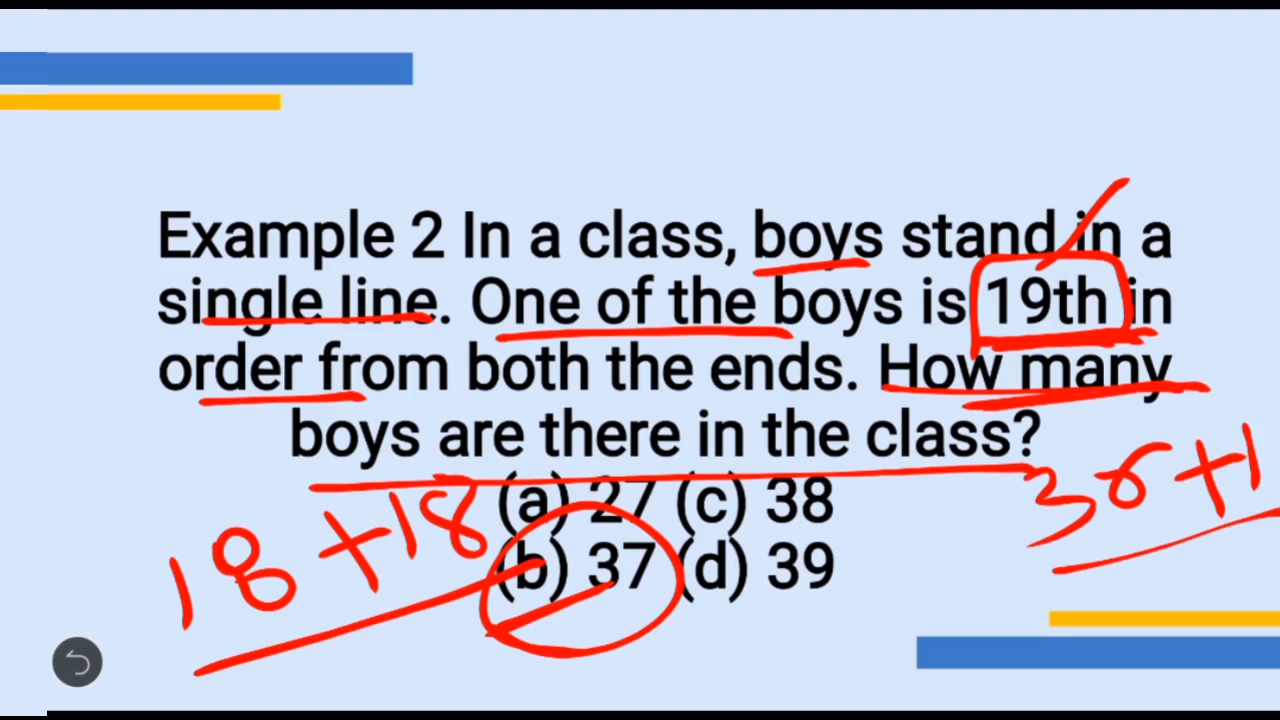 Example 2 In a class, boys stand in a
single line. One of the boys is 19th in
order from both the ends. How many
boys are there in the class?
(a) 27 (c) 38
(b) 37 (d) 39
18+18
36+1